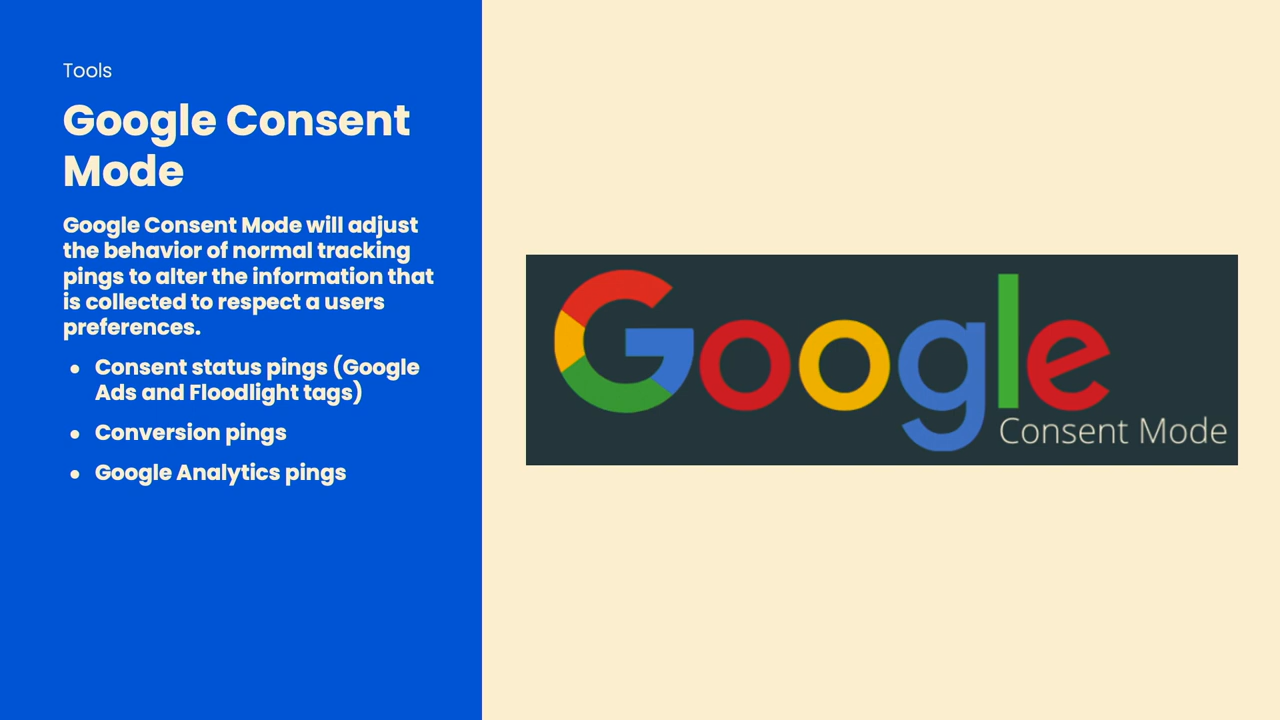 Tools
Google Consent
Mode
Google Consent Mode will adjust
the behavior of normal tracking
pings to alter the information that
is collected to respect a users
preferences.
● Consent status pings (Google
Ads and Floodlight tags)
● Conversion pings
● Google Analytics pings
Google
Consent Mode